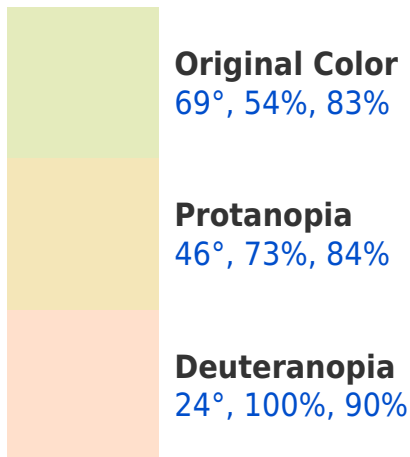 Original Color
69°, 54%, 83%
Protanopia
46°, 73%, 84%
Deuteranopia
24°, 100%, 90%